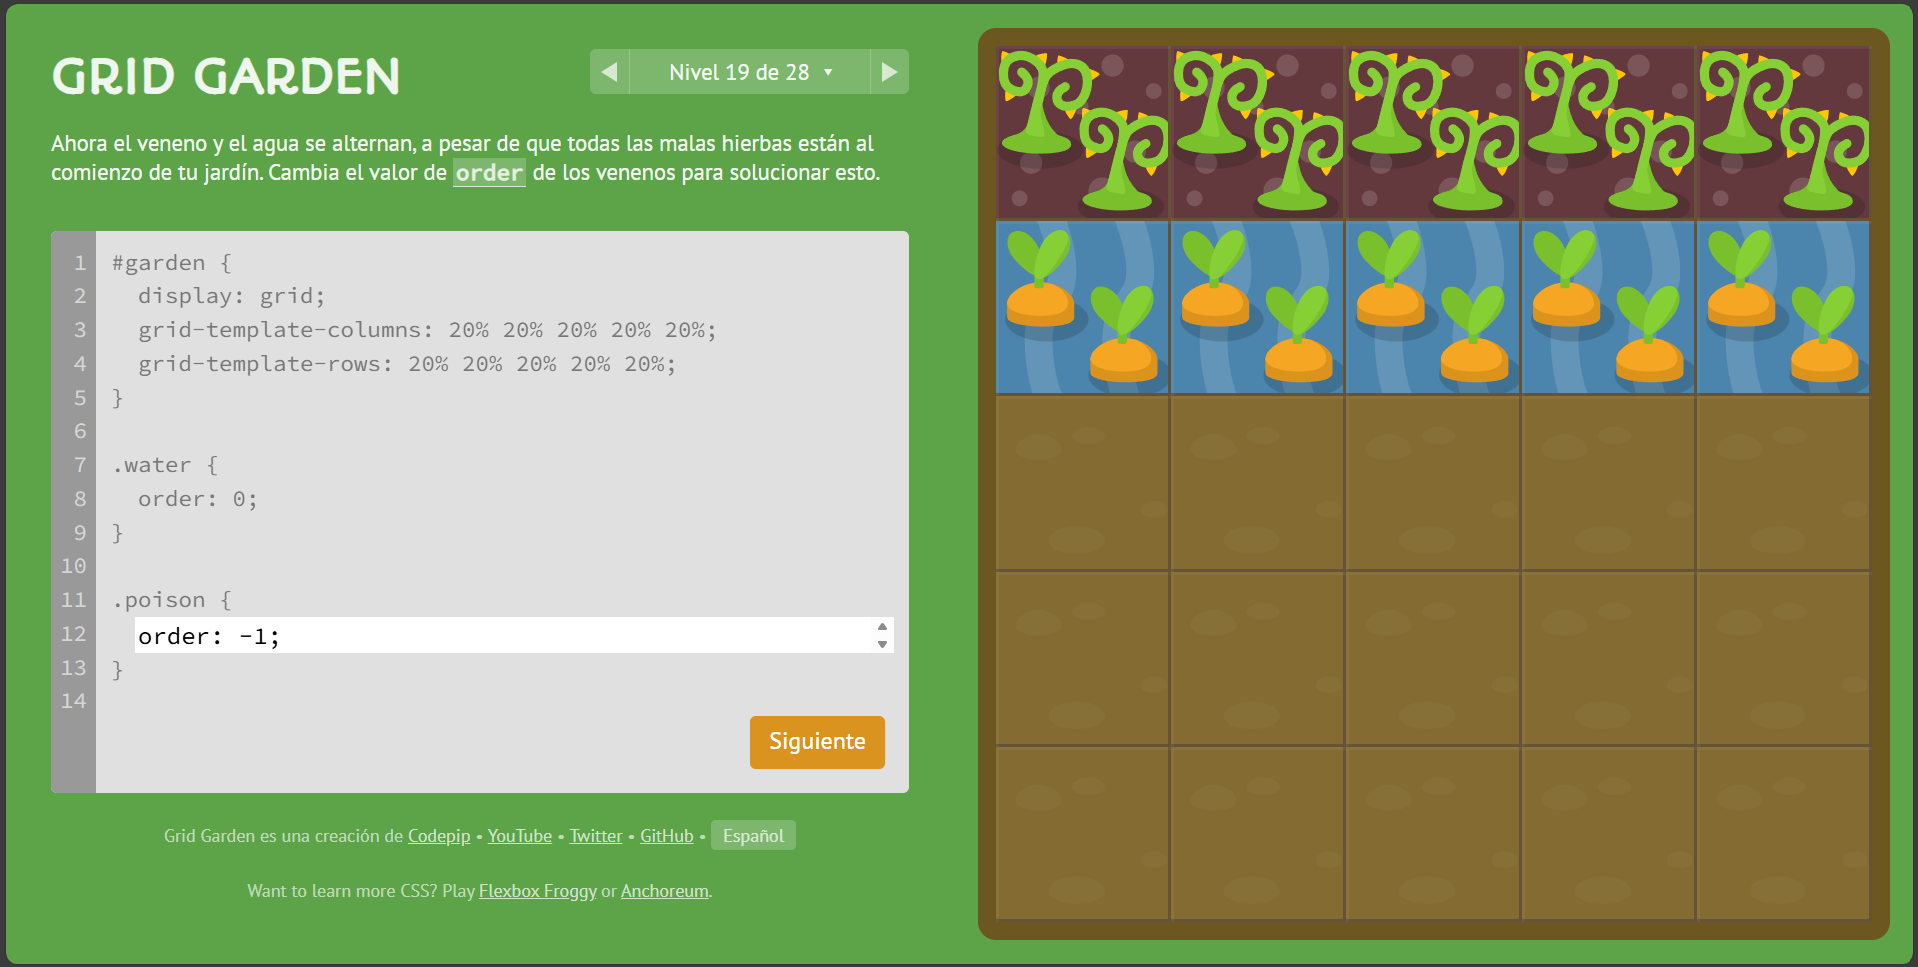 GRID GARDEN
Nivel 19 de 28
Ahora el veneno y el agua se alternan, a pesar de que todas las malas hierbas están al
comienzo de tu jardín. Cambia el valor de order de los venenos para solucionar esto.
1 #garden {
2 display: grid;
3 grid-template-columns: 20% 20% 20% 20% 20%;
4 grid-template-rows: 20% 20% 20% 20% 20%;
5 }
6
7 .water {
8 order: 0;
9 }
10
11 .poison {
12 order: -1;
13 }
14
Siguiente
Grid Garden es una creación de Codepip • YouTube • Twitter • GitHub • Español
Want to learn more CSS? Play Flexbox Froggy or Anchoreum.